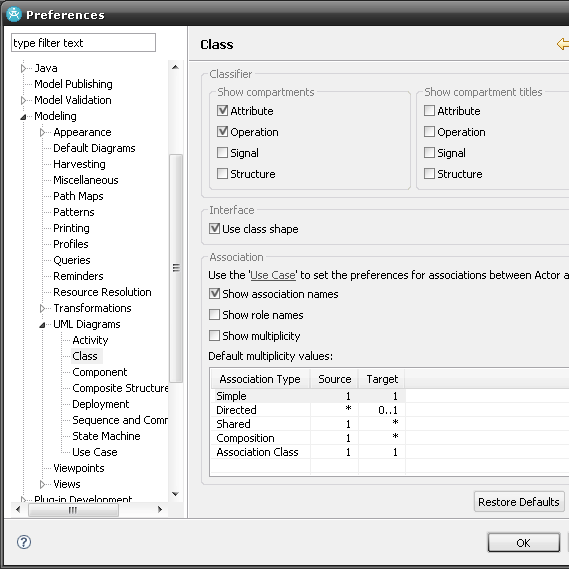 Preferences
type filter text
Java
Model Publishing
Model Validation
Modeling
Appearance
Default Diagrams
Harvesting
Miscellaneous
Path Maps
Patterns
Printing
Profiles
Queries
Reminders
Resource Resolution
Transformations
UML Diagrams
Activity
Class
Component
Composite Structure
Deployment
Sequence and Comm
State Machine
Use Case
Viewpoints
Views
Plug-in Development
Class
Classifier
Show compartments
Attribute
Operation
Signal
Structure
Show compartment titles
Attribute
Operation
Signal
Structure
Interface
Use class shape
Association
Use the 'Use Case' to set the preferences for associations between Actor a
Show association names
Show role names
Show multiplicity
Default multiplicity values:
Association Type Source Target
Simple 1 1
Directed * 0..1
Shared 1 *
Composition 1 *
Association Class 1 1
Restore Defaults
?
OK